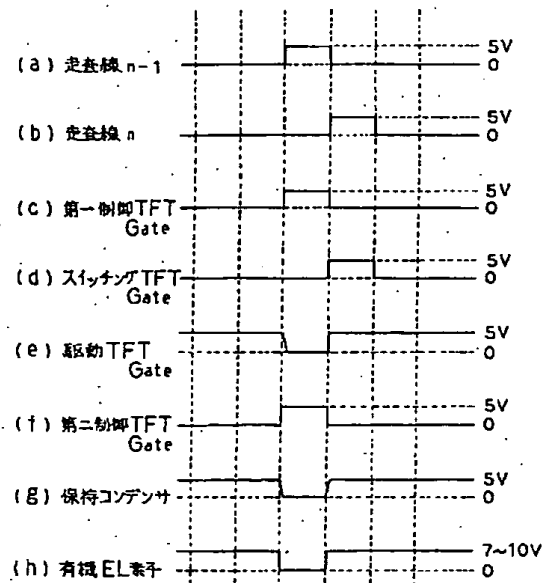 (a) 走査線 n-1 5V
0
(b) 走査線 n 5V
0
(c) 第一制御TFT 5V
Gate 0
(d) スイッチングTFT 5V
Gate 0
(e) 駆動TFT 5V
Gate 0
(f) 第二制御TFT 5V
Gate 0
(g) 保持コンデンサ 5V
0
(h) 有機EL素子 7~10V
0